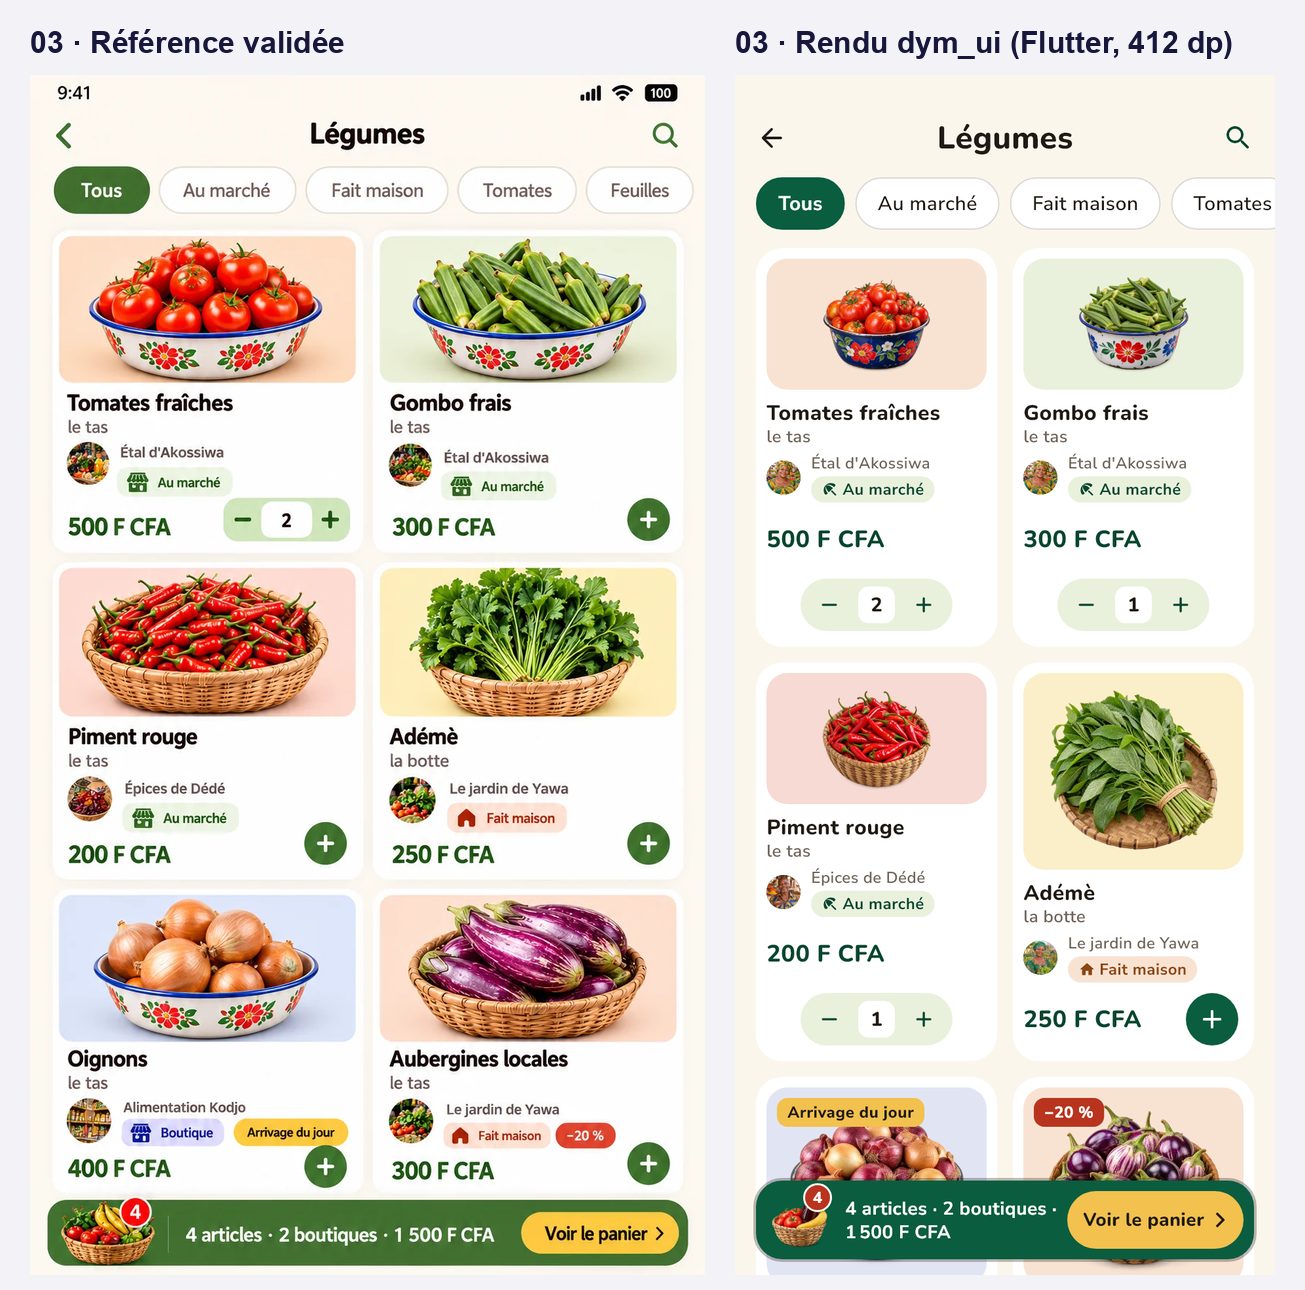 03 · Référence validée
9:41
100
Légumes
Tous
Au marché
Fait maison
Tomates
Feuilles
Tomates fraîches
le tas
Étal d'Akossiwa
Au marché
500 F CFA
2
Gombo frais
le tas
Étal d'Akossiwa
Au marché
300 F CFA
Piment rouge
le tas
Épices de Dédé
Au marché
200 F CFA
Adémè
la botte
Le jardin de Yawa
Fait maison
250 F CFA
Oignons
le tas
Alimentation Kodjo
Boutique
Arrivage du jour
400 F CFA
Aubergines locales
le tas
Le jardin de Yawa
Fait maison
−20 %
300 F CFA
4
4 articles · 2 boutiques · 1 500 F CFA
Voir le panier
03 · Rendu dym_ui (Flutter, 412 dp)
Légumes
Tous
Au marché
Fait maison
Tomates
Tomates fraîches
le tas
Étal d'Akossiwa
Au marché
500 F CFA
2
Gombo frais
le tas
Étal d'Akossiwa
Au marché
300 F CFA
1
Piment rouge
le tas
Épices de Dédé
Au marché
200 F CFA
1
Adémè
la botte
Le jardin de Yawa
Fait maison
250 F CFA
Arrivage du jour
−20 %
4
4 articles · 2 boutiques ·
1 500 F CFA
Voir le panier